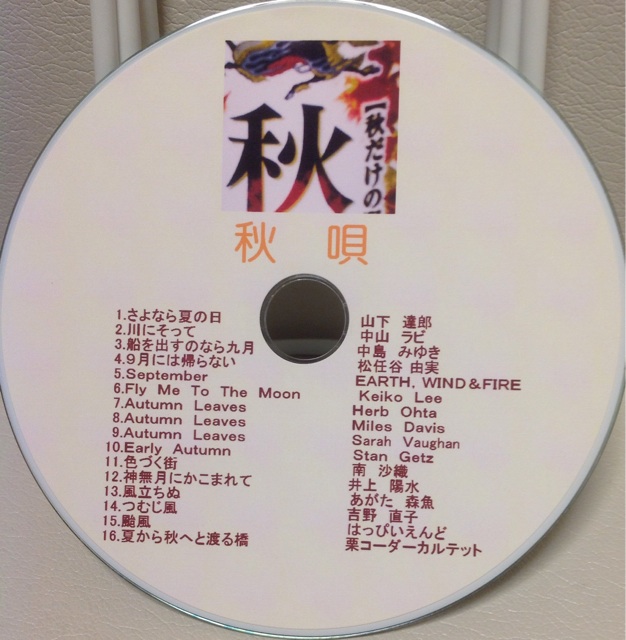 秋
【秋だけの
秋 唄
1.さよなら夏の日 山下 達郎
2.川にそって 中山 ラビ
3.船を出すのなら九月 中島 みゆき
4.９月には帰らない 松任谷 由実
5.September EARTH, WIND＆FIRE
6.Fly Me To The Moon Keiko Lee
7.Autumn Leaves Herb Ohta
8.Autumn Leaves Miles Davis
9.Autumn Leaves Sarah Vaughan
10.Early Autumn Stan Getz
11.色づく街 南 沙織
12.神無月にかこまれて 井上 陽水
13.風立ちぬ あがた 森魚
14.つむじ風 吉野 直子
15.颱風 はっぴいえんど
16.夏から秋へと渡る橋 栗コーダーカルテット